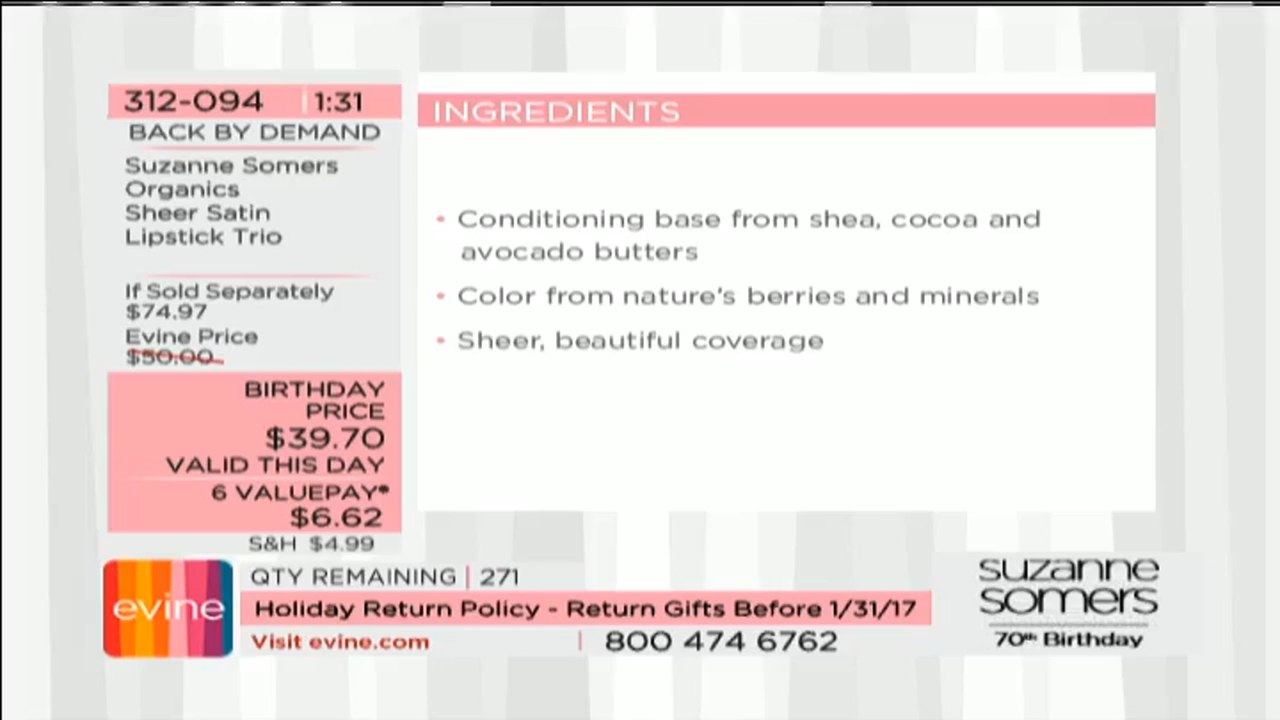 312-094 1:31
BACK BY DEMAND
Suzanne Somers
Organics
Sheer Satin
Lipstick Trio
If Sold Separately
$74.97
Evine Price
$50.00
BIRTHDAY
PRICE
$39.70
VALID THIS DAY
6 VALUEPAY®
$6.62
S&H $4.99
INGREDIENTS
• Conditioning base from shea, cocoa and
avocado butters
• Color from nature's berries and minerals
• Sheer, beautiful coverage
evine
QTY REMAINING | 271
Holiday Return Policy - Return Gifts Before 1/31/17
Visit evine.com | 800 474 6762
suzanne
somers
70th Birthday